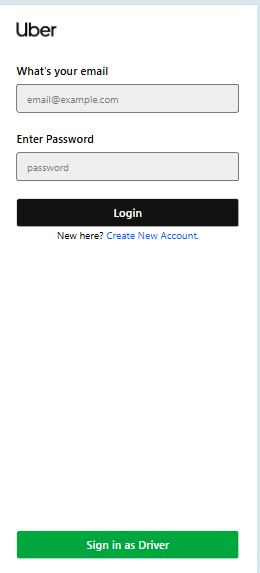 Uber
What's your email
email@example.com
Enter Password
password
Login
New here? Create New Account.
Sign in as Driver